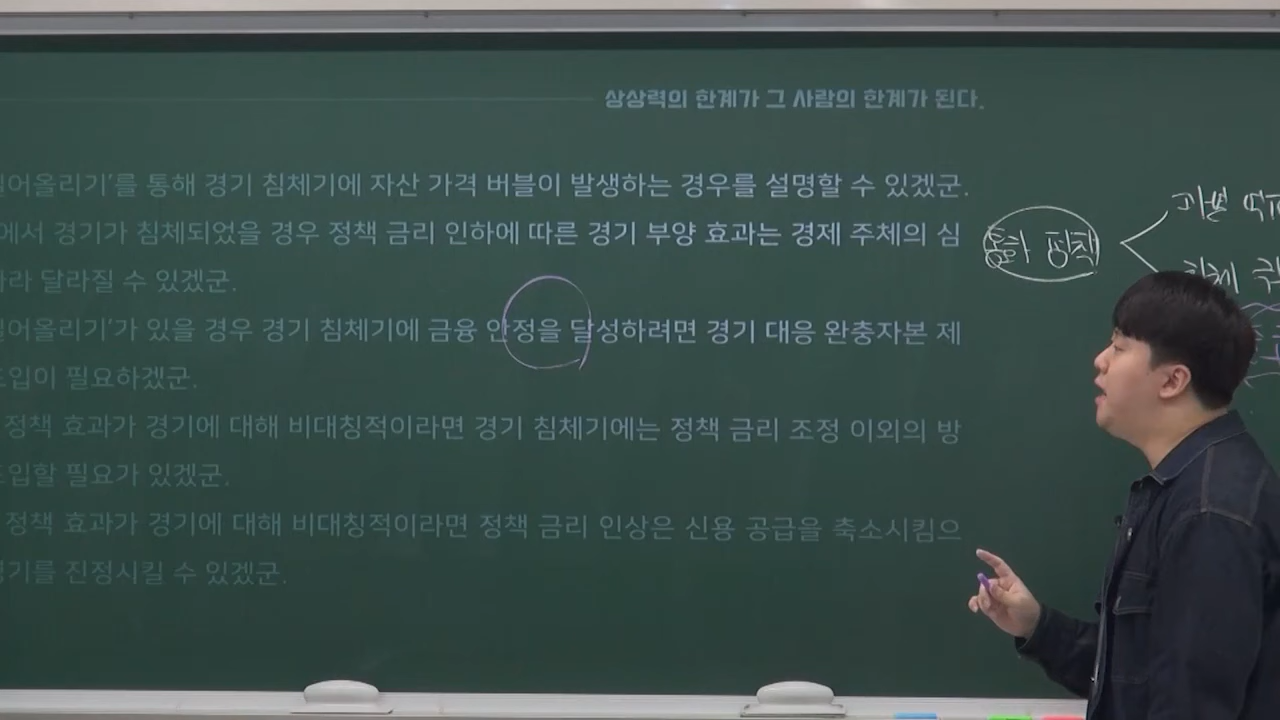 상상력의 한계가 그 사람의 한계가 된다.
어올리기'를 통해 경기 침체기에 자산 가격 버블이 발생하는 경우를 설명할 수 있겠군.
에서 경기가 침체되었을 경우 정책 금리 인하에 따른 경기 부양 효과는 경제 주체의 심
라 달라질 수 있겠군.
어올리기'가 있을 경우 경기 침체기에 금융 안정을 달성하려면 경기 대응 완충자본 제
입이 필요하겠군.
정책 효과가 경기에 대해 비대칭적이라면 경기 침체기에는 정책 금리 조정 이외의 방
입할 필요가 있겠군.
정책 효과가 경기에 대해 비대칭적이라면 정책 금리 인상은 신용 공급을 축소시킴으
기를 진정시킬 수 있겠군.
통화 정책